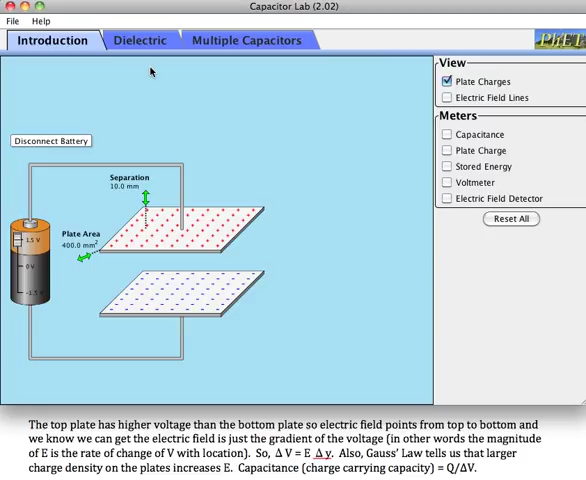 Capacitor Lab (2.02)
File Help
Introduction Dielectric Multiple Capacitors
PhET
View
Plate Charges
Electric Field Lines
Meters
Capacitance
Plate Charge
Stored Energy
Voltmeter
Electric Field Detector
Reset All
Disconnect Battery
Separation
10.0 mm
Plate Area
400.0 mm²
1.5 V
0 V
-1.5 V
The top plate has higher voltage than the bottom plate so electric field points from top to bottom and
we know we can get the electric field is just the gradient of the voltage (in other words the magnitude
of E is the rate of change of V with location). So, Δ V = E Δ y. Also, Gauss' Law tells us that larger
charge density on the plates increases E. Capacitance (charge carrying capacity) = Q/ΔV.